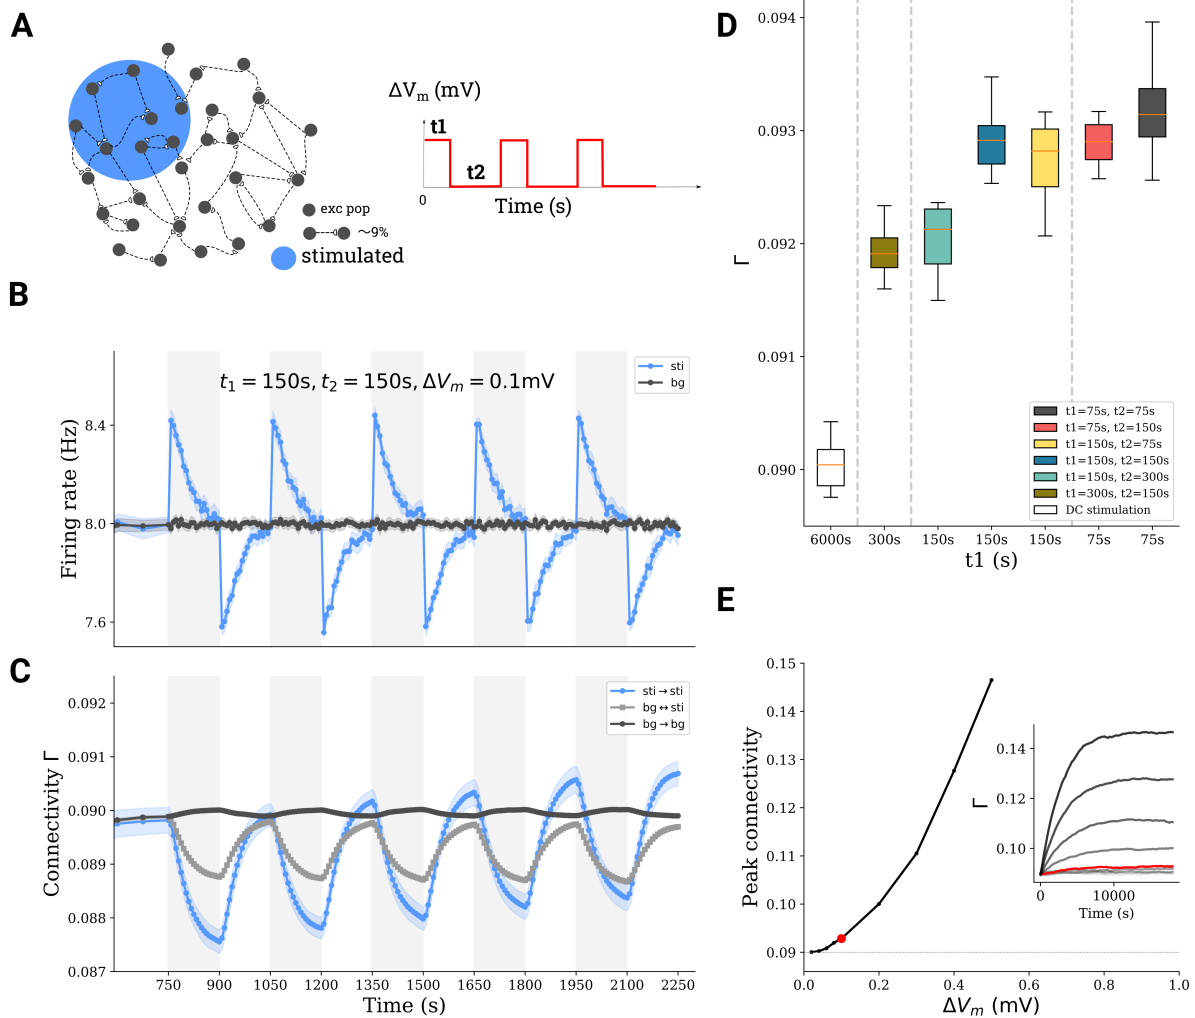 A
ΔVm (mV)
t1
t2
0
Time (s)
exc pop
~9%
stimulated
B
Firing rate (Hz)
8.4
8.0
7.6
t1 = 150s, t2 = 150s, ΔVm = 0.1mV
sti
bg
C
Connectivity Γ
0.092
0.091
0.090
0.089
0.088
0.087
sti→sti
bg↔sti
bg→bg
750 900 1050 1200 1350 1500 1650 1800 1950 2100 2250
Time (s)
D
Γ
0.094
0.093
0.092
0.091
0.090
t1=75s, t2=75s
t1=75s, t2=150s
t1=150s, t2=75s
t1=150s, t2=150s
t1=150s, t2=300s
t1=300s, t2=150s
DC stimulation
6000s 300s 150s 150s 150s 75s 75s
t1 (s)
E
Peak connectivity
0.15
0.14
0.13
0.12
0.11
0.10
0.09
0.0 0.2 0.4 0.6 0.8 1.0
ΔVm (mV)
Γ
0.14
0.12
0.10
0 10000
Time (s)